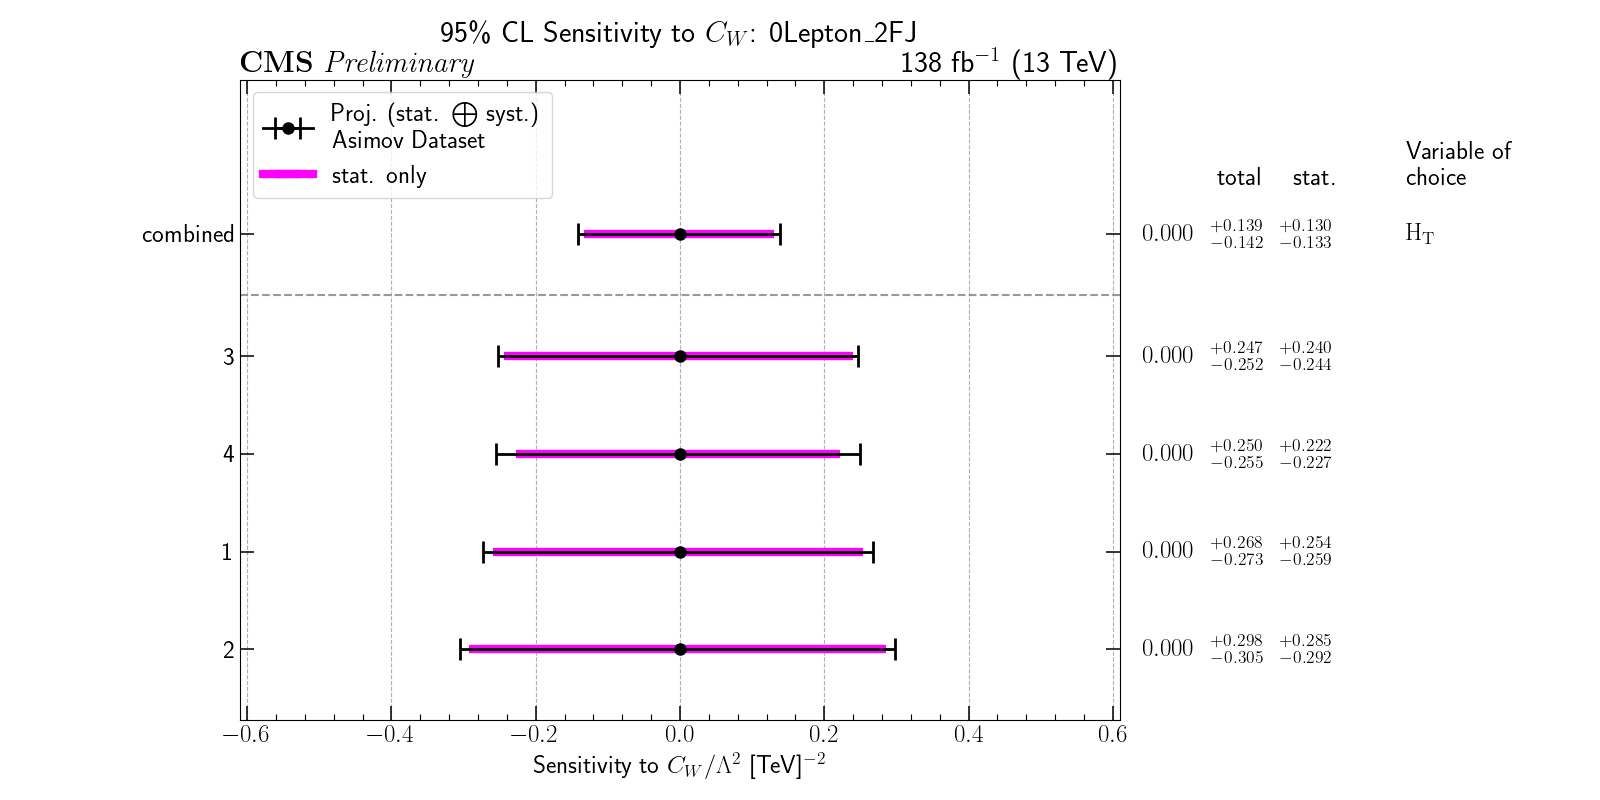 95% CL Sensitivity to C_W: 0Lepton_2FJ
CMS Preliminary 138 fb⁻¹ (13 TeV)
Proj. (stat. ⨁ syst.)
Asimov Dataset
stat. only
Variable of
choice
total stat.
combined 0.000 +0.139 −0.142 +0.130 −0.133 H_T
3 0.000 +0.247 −0.252 +0.240 −0.244
4 0.000 +0.250 −0.255 +0.222 −0.227
1 0.000 +0.268 −0.273 +0.254 −0.259
2 0.000 +0.298 −0.305 +0.285 −0.292
−0.6 −0.4 −0.2 0.0 0.2 0.4 0.6
Sensitivity to C_W/Λ² [TeV]⁻²